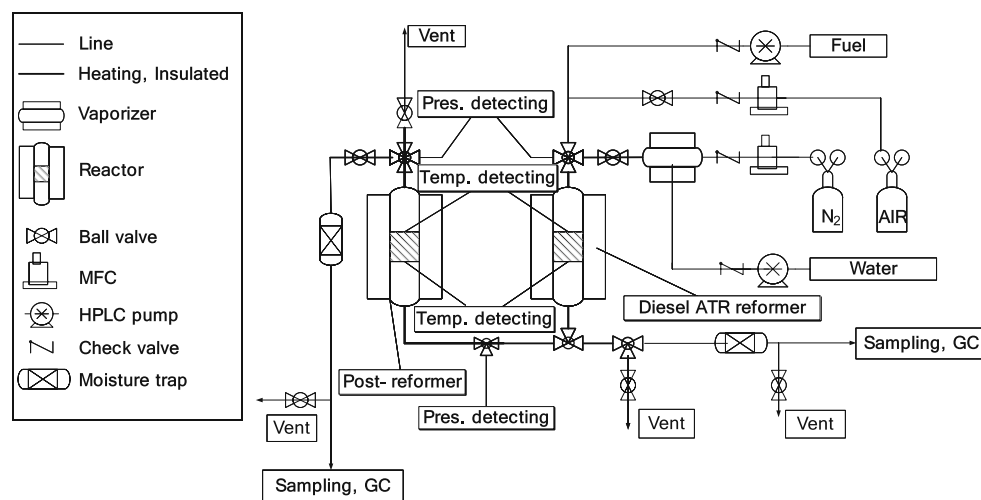 Line
Heating, Insulated
Vaporizer
Reactor
Ball valve
MFC
HPLC pump
Check valve
Moisture trap
Vent
Fuel
Pres. detecting
Temp. detecting
N2
AIR
Water
Diesel ATR reformer
Temp. detecting
Sampling, GC
Post- reformer
Pres. detecting
Vent
Vent
Vent
Sampling, GC